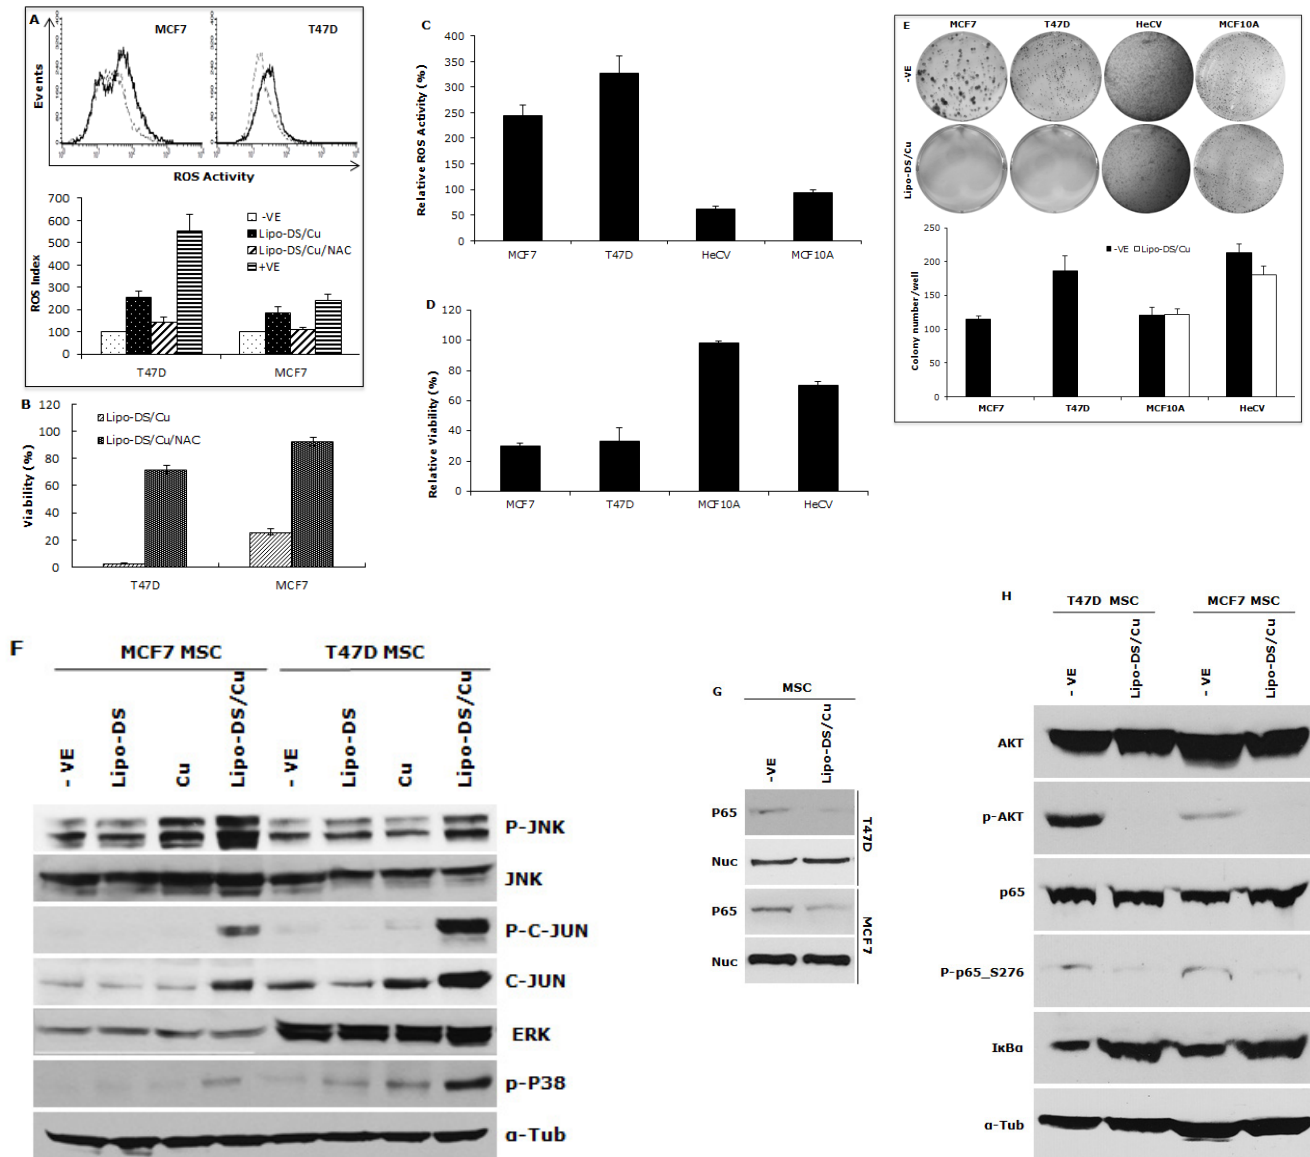 A
MCF7
T47D
Events
ROS Activity
700
600
500
400
300
200
100
0
ROS Index
-VE
Lipo-DS/Cu
Lipo-DS/Cu/NAC
+VE
T47D
MCF7
B
120
100
80
60
40
20
0
Viability (%)
Lipo-DS/Cu
Lipo-DS/Cu/NAC
T47D
MCF7
C
400
350
300
250
200
150
100
50
0
Relative ROS Activity (%)
MCF7
T47D
HeCV
MCF10A
D
120
100
80
60
40
20
0
Relative Viability (%)
MCF7
T47D
MCF10A
HeCV
E
MCF7
T47D
HeCV
MCF10A
-VE
Lipo-DS/Cu
250
200
150
100
50
0
Colony number/well
-VE
Lipo-DS/Cu
MCF7
T47D
MCF10A
HeCV
F
MCF7 MSC
T47D MSC
- VE
Lipo-DS
Cu
Lipo-DS/Cu
- VE
Lipo-DS
Cu
Lipo-DS/Cu
P-JNK
JNK
P-C-JUN
C-JUN
ERK
p-P38
α-Tub
G
MSC
-VE
Lipo-DS/Cu
P65
Nuc
P65
Nuc
T47D
MCF7
H
T47D MSC
MCF7 MSC
- VE
Lipo-DS/Cu
- VE
Lipo-DS/Cu
AKT
p-AKT
p65
P-p65_S276
IκBα
α-Tub